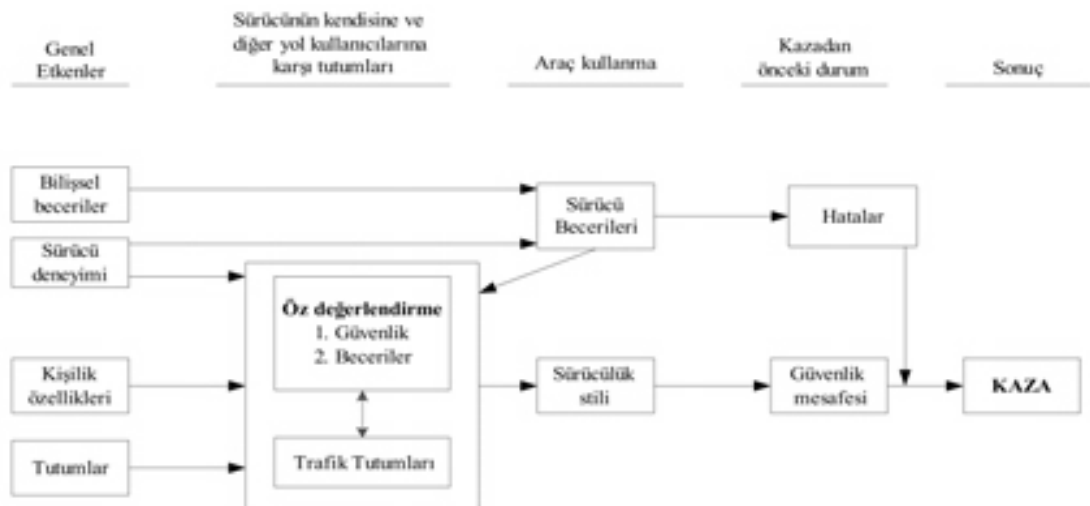 Genel
Etkenler
Sürücünün kendisine ve
diğer yol kullanıcılarına
karşı tutumları
Araç kullanma
Kazadan
önceki durum
Sonuç
Bilişsel
beceriler
Sürücü
deneyimi
Kişilik
özellikleri
Tutumlar
Öz değerlendirme
1. Güvenlik
2. Beceriler
Trafik Tutumları
Sürücü
Becerileri
Sürücülük
stili
Hatalar
Güvenlik
mesafesi
KAZA